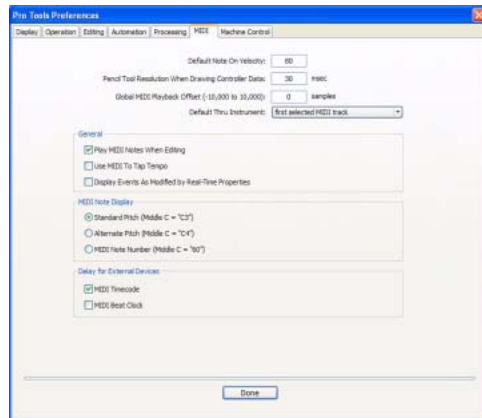 Pro Tools Preferences
Display Operation Editing Automation Processing MIDI Machine Control
Default Note On Velocity: 80
Pencil Tool Resolution When Drawing Controller Data: 30 msec
Global MIDI Playback Offset (-10,000 to 10,000): 0 samples
Default Thru Instrument: first selected MIDI track
General
Play MIDI Notes When Editing
Use MIDI To Tap Tempo
Display Events As Modified by Real-Time Properties
MIDI Note Display
Standard Pitch (Middle C = "C3")
Alternate Pitch (Middle C = "C4")
MIDI Note Number (Middle C = "60")
Delay for External Devices
MIDI Timecode
MIDI Beat Clock
Done